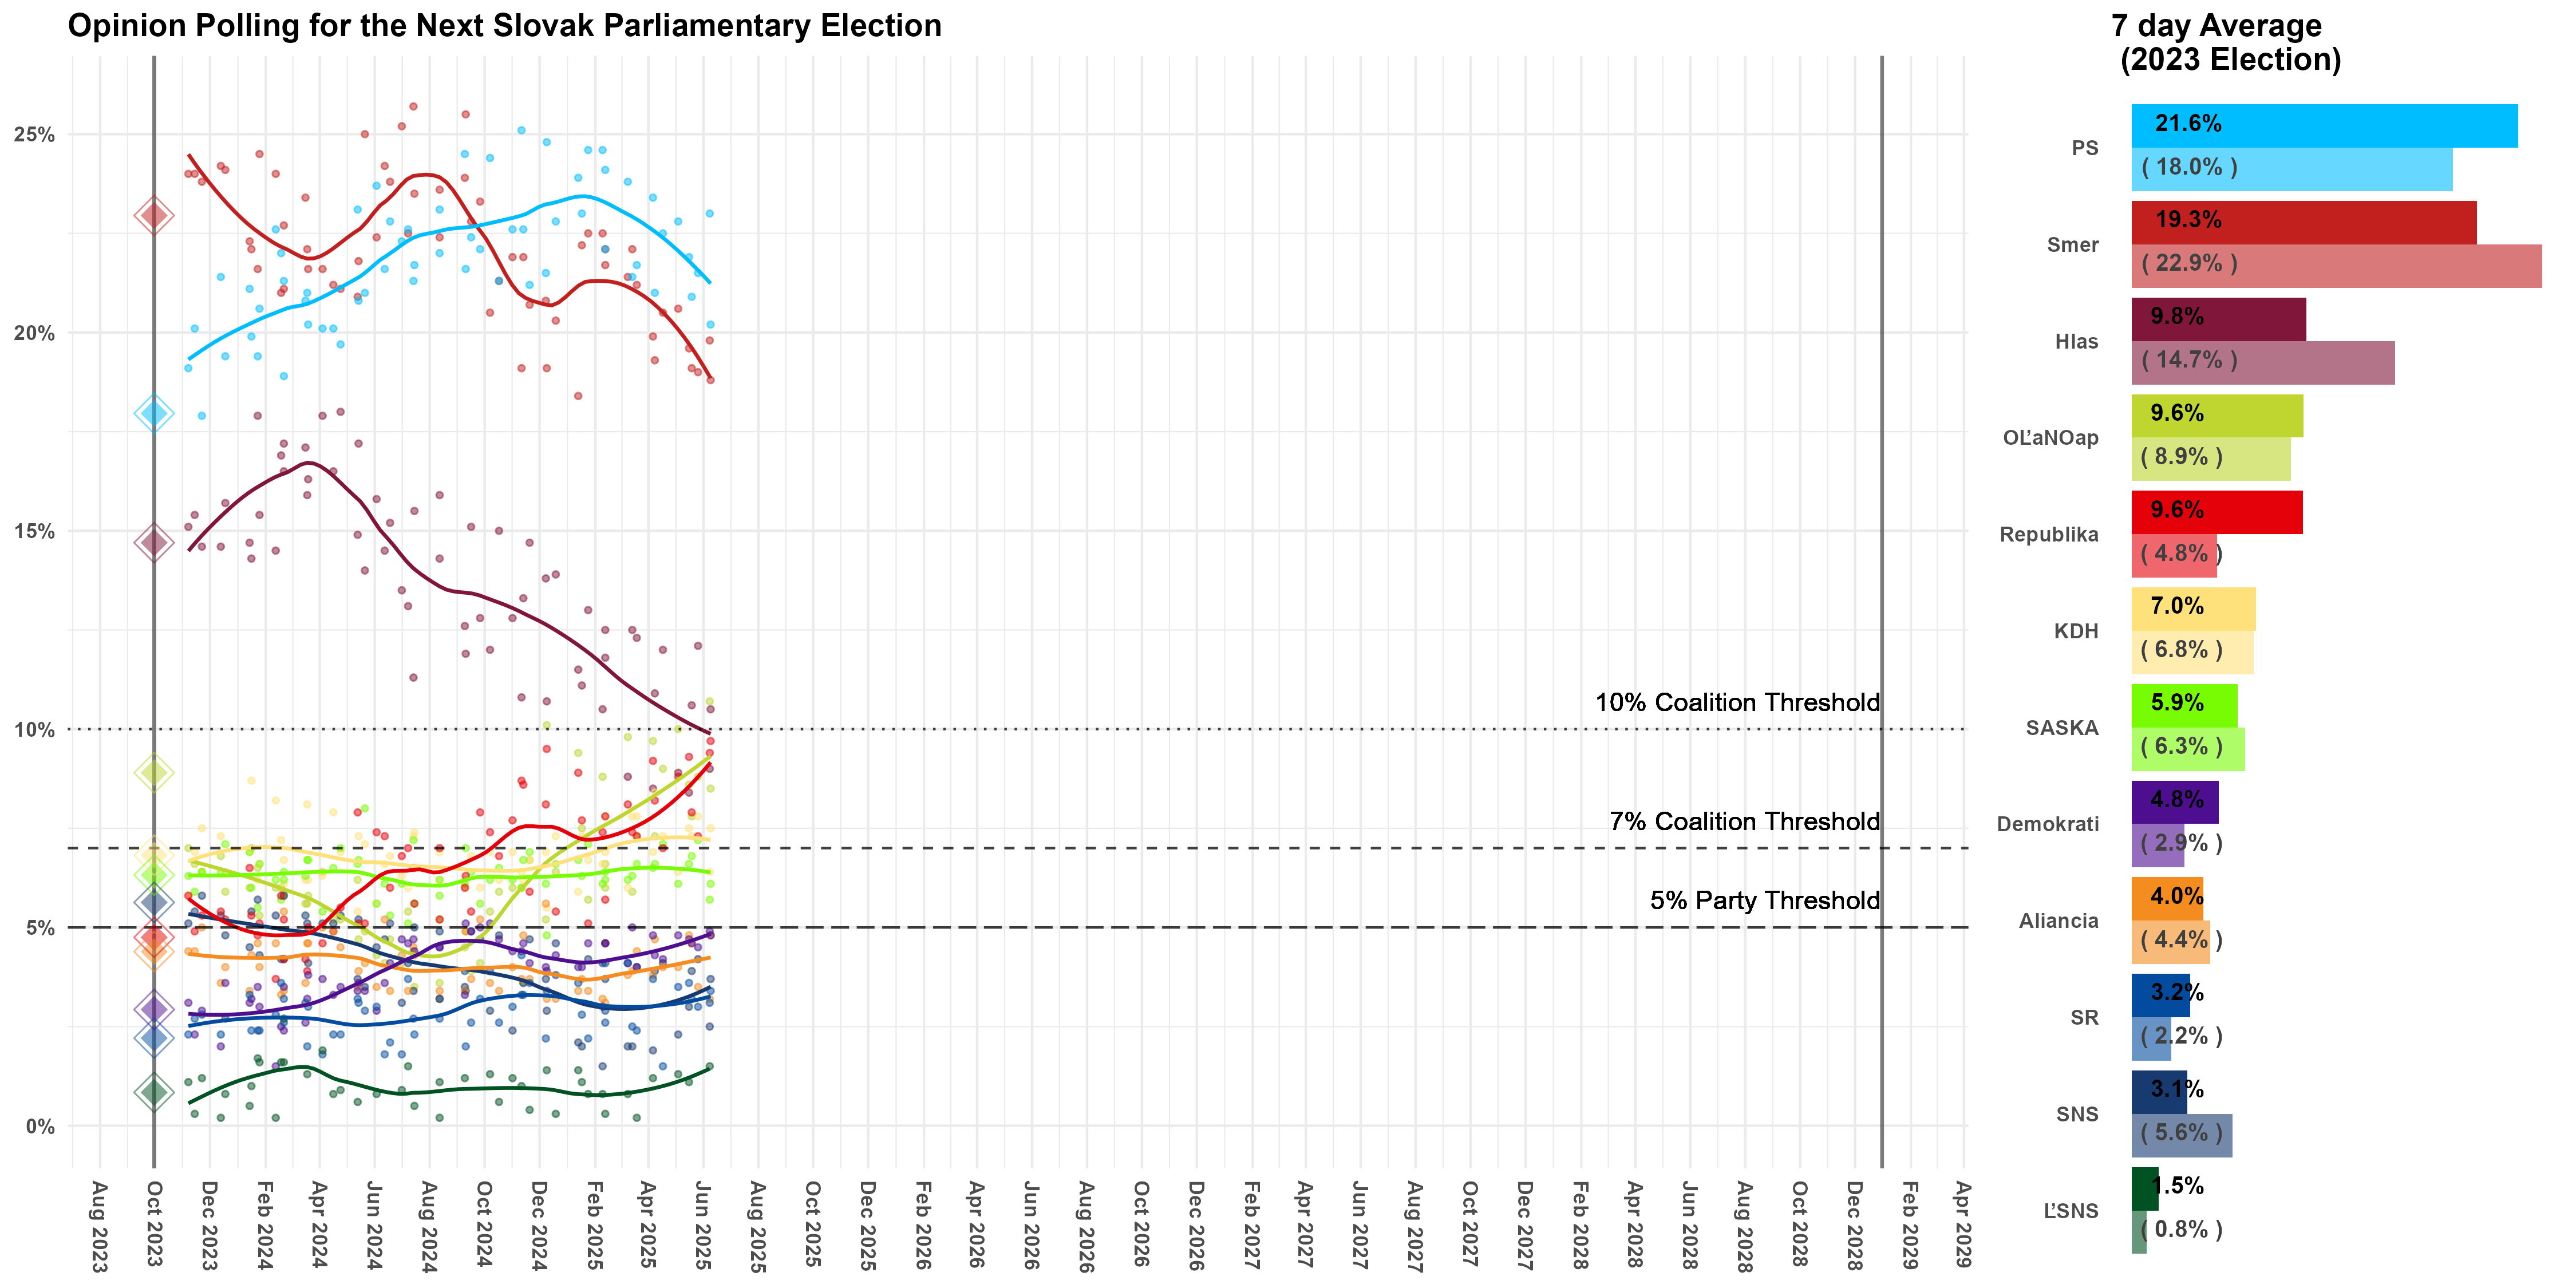 Opinion Polling for the Next Slovak Parliamentary Election
25%
20%
15%
10%
5%
0%
10% Coalition Threshold
7% Coalition Threshold
5% Party Threshold
Aug 2023
Oct 2023
Dec 2023
Feb 2024
Apr 2024
Jun 2024
Aug 2024
Oct 2024
Dec 2024
Feb 2025
Apr 2025
Jun 2025
Aug 2025
Oct 2025
Dec 2025
Feb 2026
Apr 2026
Jun 2026
Aug 2026
Oct 2026
Dec 2026
Feb 2027
Apr 2027
Jun 2027
Aug 2027
Oct 2027
Dec 2027
Feb 2028
Apr 2028
Jun 2028
Aug 2028
Oct 2028
Dec 2028
Feb 2029
Apr 2029
7 day Average
(2023 Election)
PS
21.6%
( 18.0% )
Smer
19.3%
( 22.9% )
Hlas
9.8%
( 14.7% )
OĽaNOap
9.6%
( 8.9% )
Republika
9.6%
( 4.8% )
KDH
7.0%
( 6.8% )
SASKA
5.9%
( 6.3% )
Demokrati
4.8%
( 2.9% )
Aliancia
4.0%
( 4.4% )
SR
3.2%
( 2.2% )
SNS
3.1%
( 5.6% )
ĽSNS
1.5%
( 0.8% )